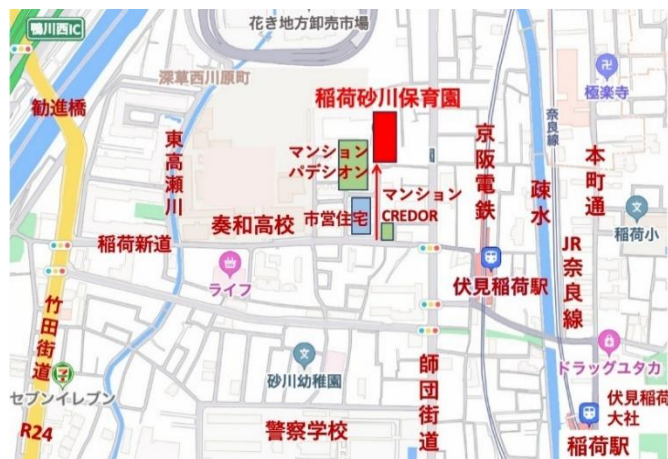 花き地方卸売市場
鴨川西IC
深草西川原町
勧進橋
東高瀬川
稲荷砂川保育園
極楽寺
奈良線
マンション
パデシオン
京阪電鉄
疎水
本町通
マンション
CREDOR
市営住宅
奏和高校
稲荷新道
稲荷小
ライフ
伏見稲荷駅
JR奈良線
竹田街道
砂川幼稚園
師団街道
ドラッグユタカ
セブンイレブン
伏見稲荷
大社
R24
警察学校
稲荷駅